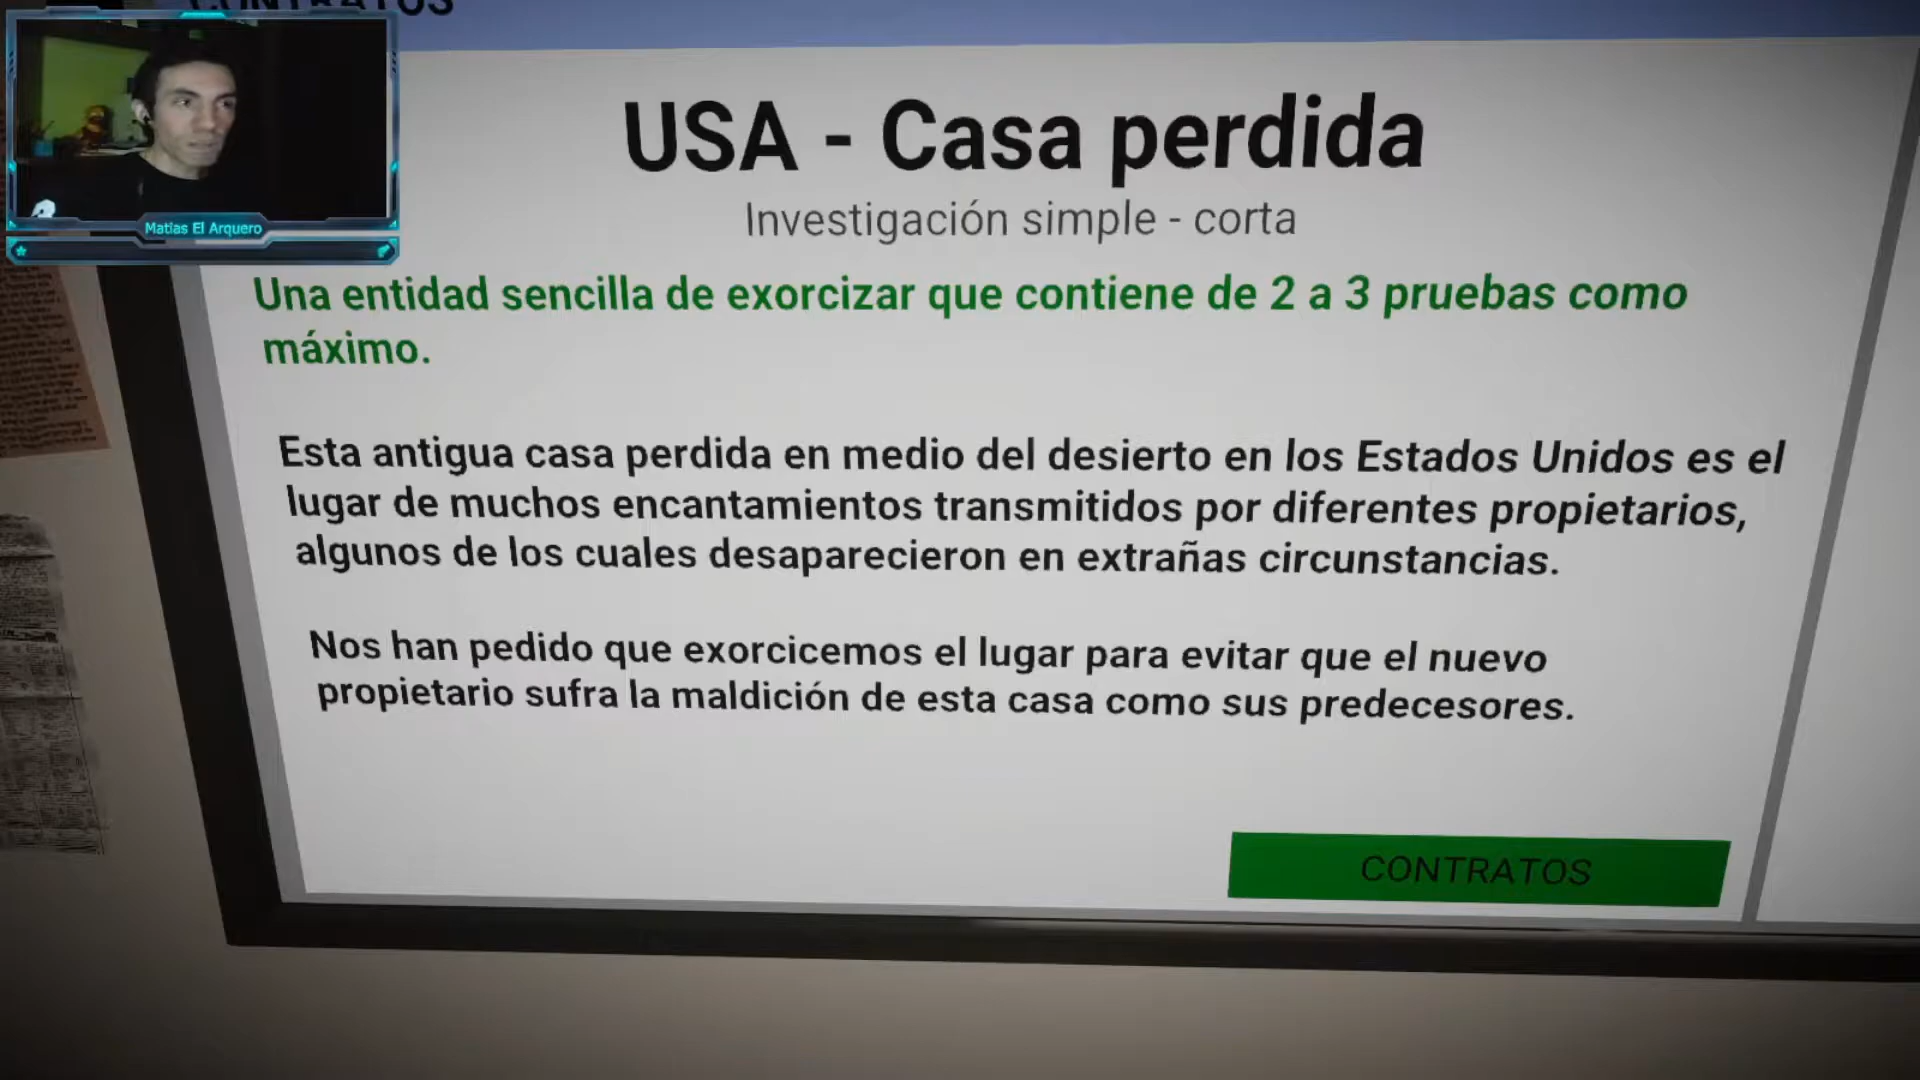 CONTRATOS
Matias El Arquero
USA - Casa perdida
Investigación simple - corta
Una entidad sencilla de exorcizar que contiene de 2 a 3 pruebas como
máximo.
Esta antigua casa perdida en medio del desierto en los Estados Unidos es el
lugar de muchos encantamientos transmitidos por diferentes propietarios,
algunos de los cuales desaparecieron en extrañas circunstancias.
Nos han pedido que exorcicemos el lugar para evitar que el nuevo
propietario sufra la maldición de esta casa como sus predecesores.
CONTRATOS